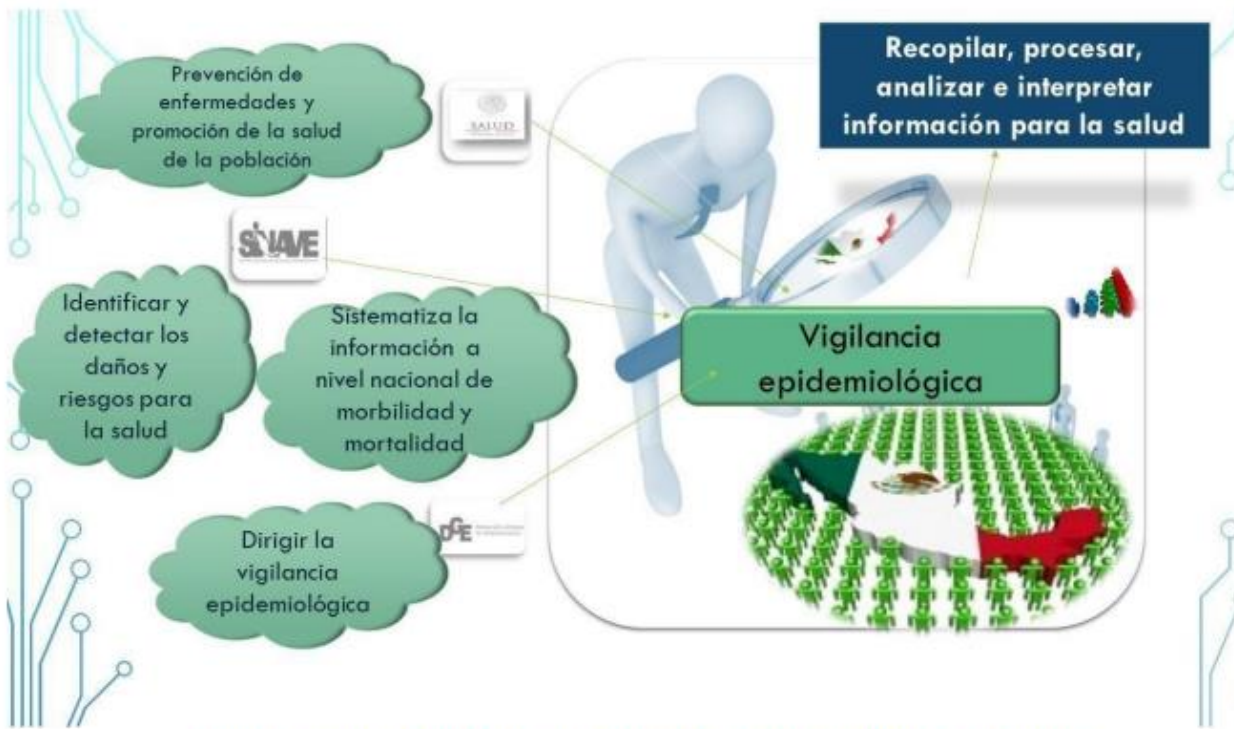 Prevención de
enfermedades y
promoción de la salud
de la población
SALUD
Recopilar, procesar,
analizar e interpretar
información para la salud
SINAVE
Identificar y
detectar los
daños y
riesgos para
la salud
Sistematiza la
información a
nivel nacional de
morbilidad y
mortalidad
Vigilancia
epidemiológica
DGE
Dirigir la
vigilancia
epidemiológica